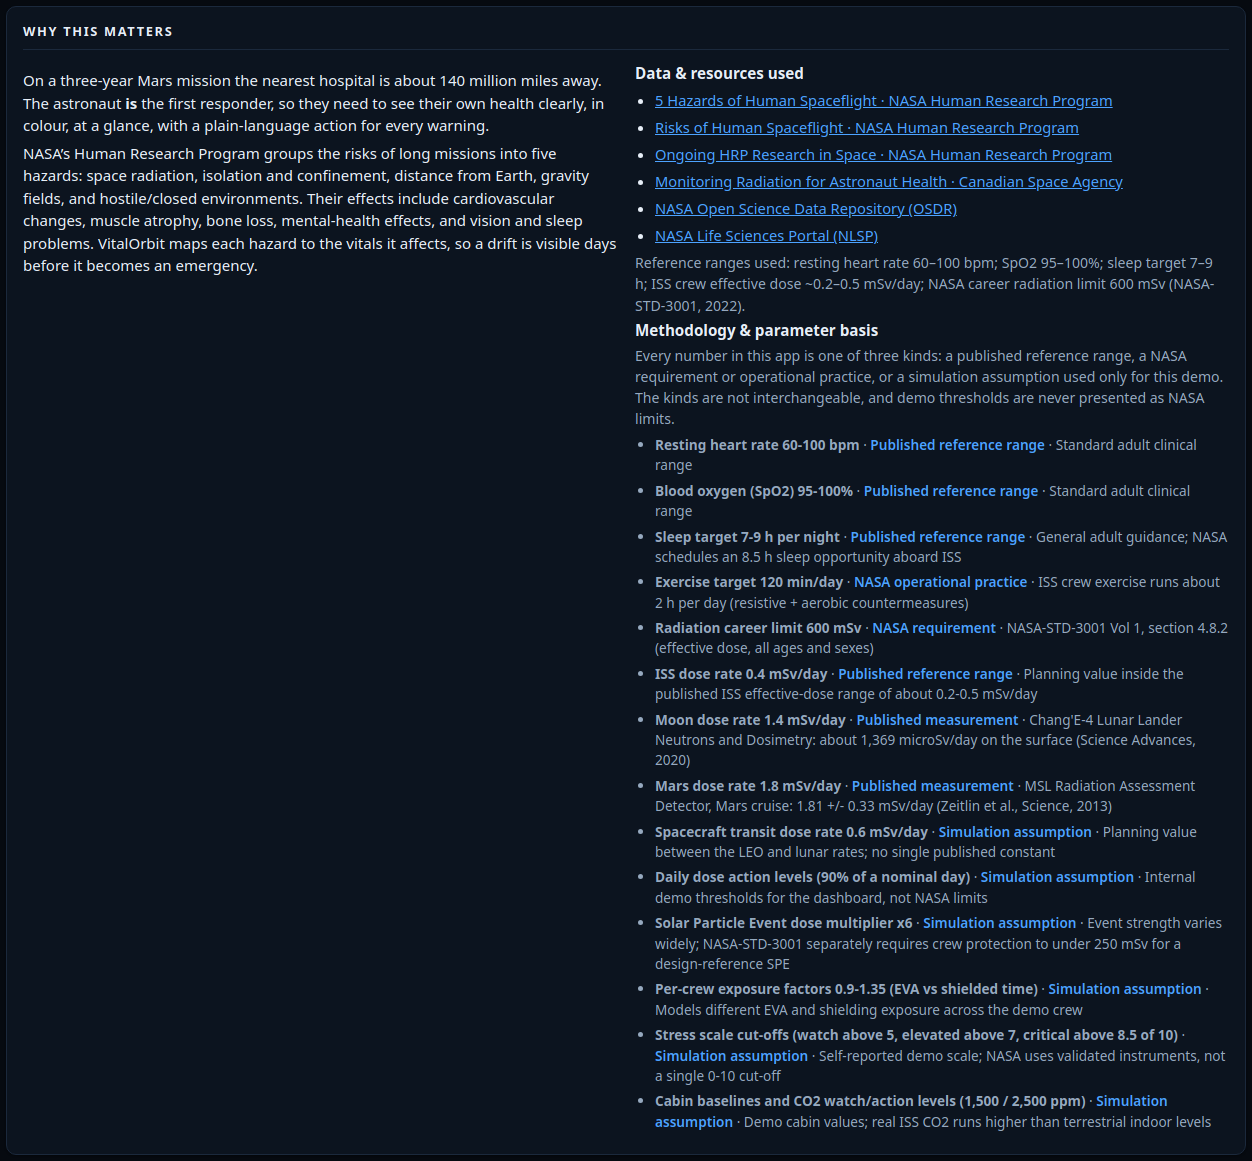 WHY THIS MATTERS
On a three-year Mars mission the nearest hospital is about 140 million miles away.
The astronaut is the first responder, so they need to see their own health clearly, in
colour, at a glance, with a plain-language action for every warning.
NASA’s Human Research Program groups the risks of long missions into five
hazards: space radiation, isolation and confinement, distance from Earth, gravity
fields, and hostile/closed environments. Their effects include cardiovascular
changes, muscle atrophy, bone loss, mental-health effects, and vision and sleep
problems. VitalOrbit maps each hazard to the vitals it affects, so a drift is visible days
before it becomes an emergency.
Data & resources used
• 5 Hazards of Human Spaceflight · NASA Human Research Program
• Risks of Human Spaceflight · NASA Human Research Program
• Ongoing HRP Research in Space · NASA Human Research Program
• Monitoring Radiation for Astronaut Health · Canadian Space Agency
• NASA Open Science Data Repository (OSDR)
• NASA Life Sciences Portal (NLSP)
Reference ranges used: resting heart rate 60–100 bpm; SpO2 95–100%; sleep target 7–9
h; ISS crew effective dose ~0.2–0.5 mSv/day; NASA career radiation limit 600 mSv (NASA-
STD-3001, 2022).
Methodology & parameter basis
Every number in this app is one of three kinds: a published reference range, a NASA
requirement or operational practice, or a simulation assumption used only for this demo.
The kinds are not interchangeable, and demo thresholds are never presented as NASA
limits.
• Resting heart rate 60-100 bpm · Published reference range · Standard adult clinical
range
• Blood oxygen (SpO2) 95-100% · Published reference range · Standard adult clinical
range
• Sleep target 7-9 h per night · Published reference range · General adult guidance; NASA
schedules an 8.5 h sleep opportunity aboard ISS
• Exercise target 120 min/day · NASA operational practice · ISS crew exercise runs about
2 h per day (resistive + aerobic countermeasures)
• Radiation career limit 600 mSv · NASA requirement · NASA-STD-3001 Vol 1, section 4.8.2
(effective dose, all ages and sexes)
• ISS dose rate 0.4 mSv/day · Published reference range · Planning value inside the
published ISS effective-dose range of about 0.2-0.5 mSv/day
• Moon dose rate 1.4 mSv/day · Published measurement · Chang'E-4 Lunar Lander
Neutrons and Dosimetry: about 1,369 microSv/day on the surface (Science Advances,
2020)
• Mars dose rate 1.8 mSv/day · Published measurement · MSL Radiation Assessment
Detector, Mars cruise: 1.81 +/- 0.33 mSv/day (Zeitlin et al., Science, 2013)
• Spacecraft transit dose rate 0.6 mSv/day · Simulation assumption · Planning value
between the LEO and lunar rates; no single published constant
• Daily dose action levels (90% of a nominal day) · Simulation assumption · Internal
demo thresholds for the dashboard, not NASA limits
• Solar Particle Event dose multiplier x6 · Simulation assumption · Event strength varies
widely; NASA-STD-3001 separately requires crew protection to under 250 mSv for a
design-reference SPE
• Per-crew exposure factors 0.9-1.35 (EVA vs shielded time) · Simulation assumption ·
Models different EVA and shielding exposure across the demo crew
• Stress scale cut-offs (watch above 5, elevated above 7, critical above 8.5 of 10) ·
Simulation assumption · Self-reported demo scale; NASA uses validated instruments, not
a single 0-10 cut-off
• Cabin baselines and CO2 watch/action levels (1,500 / 2,500 ppm) · Simulation
assumption · Demo cabin values; real ISS CO2 runs higher than terrestrial indoor levels